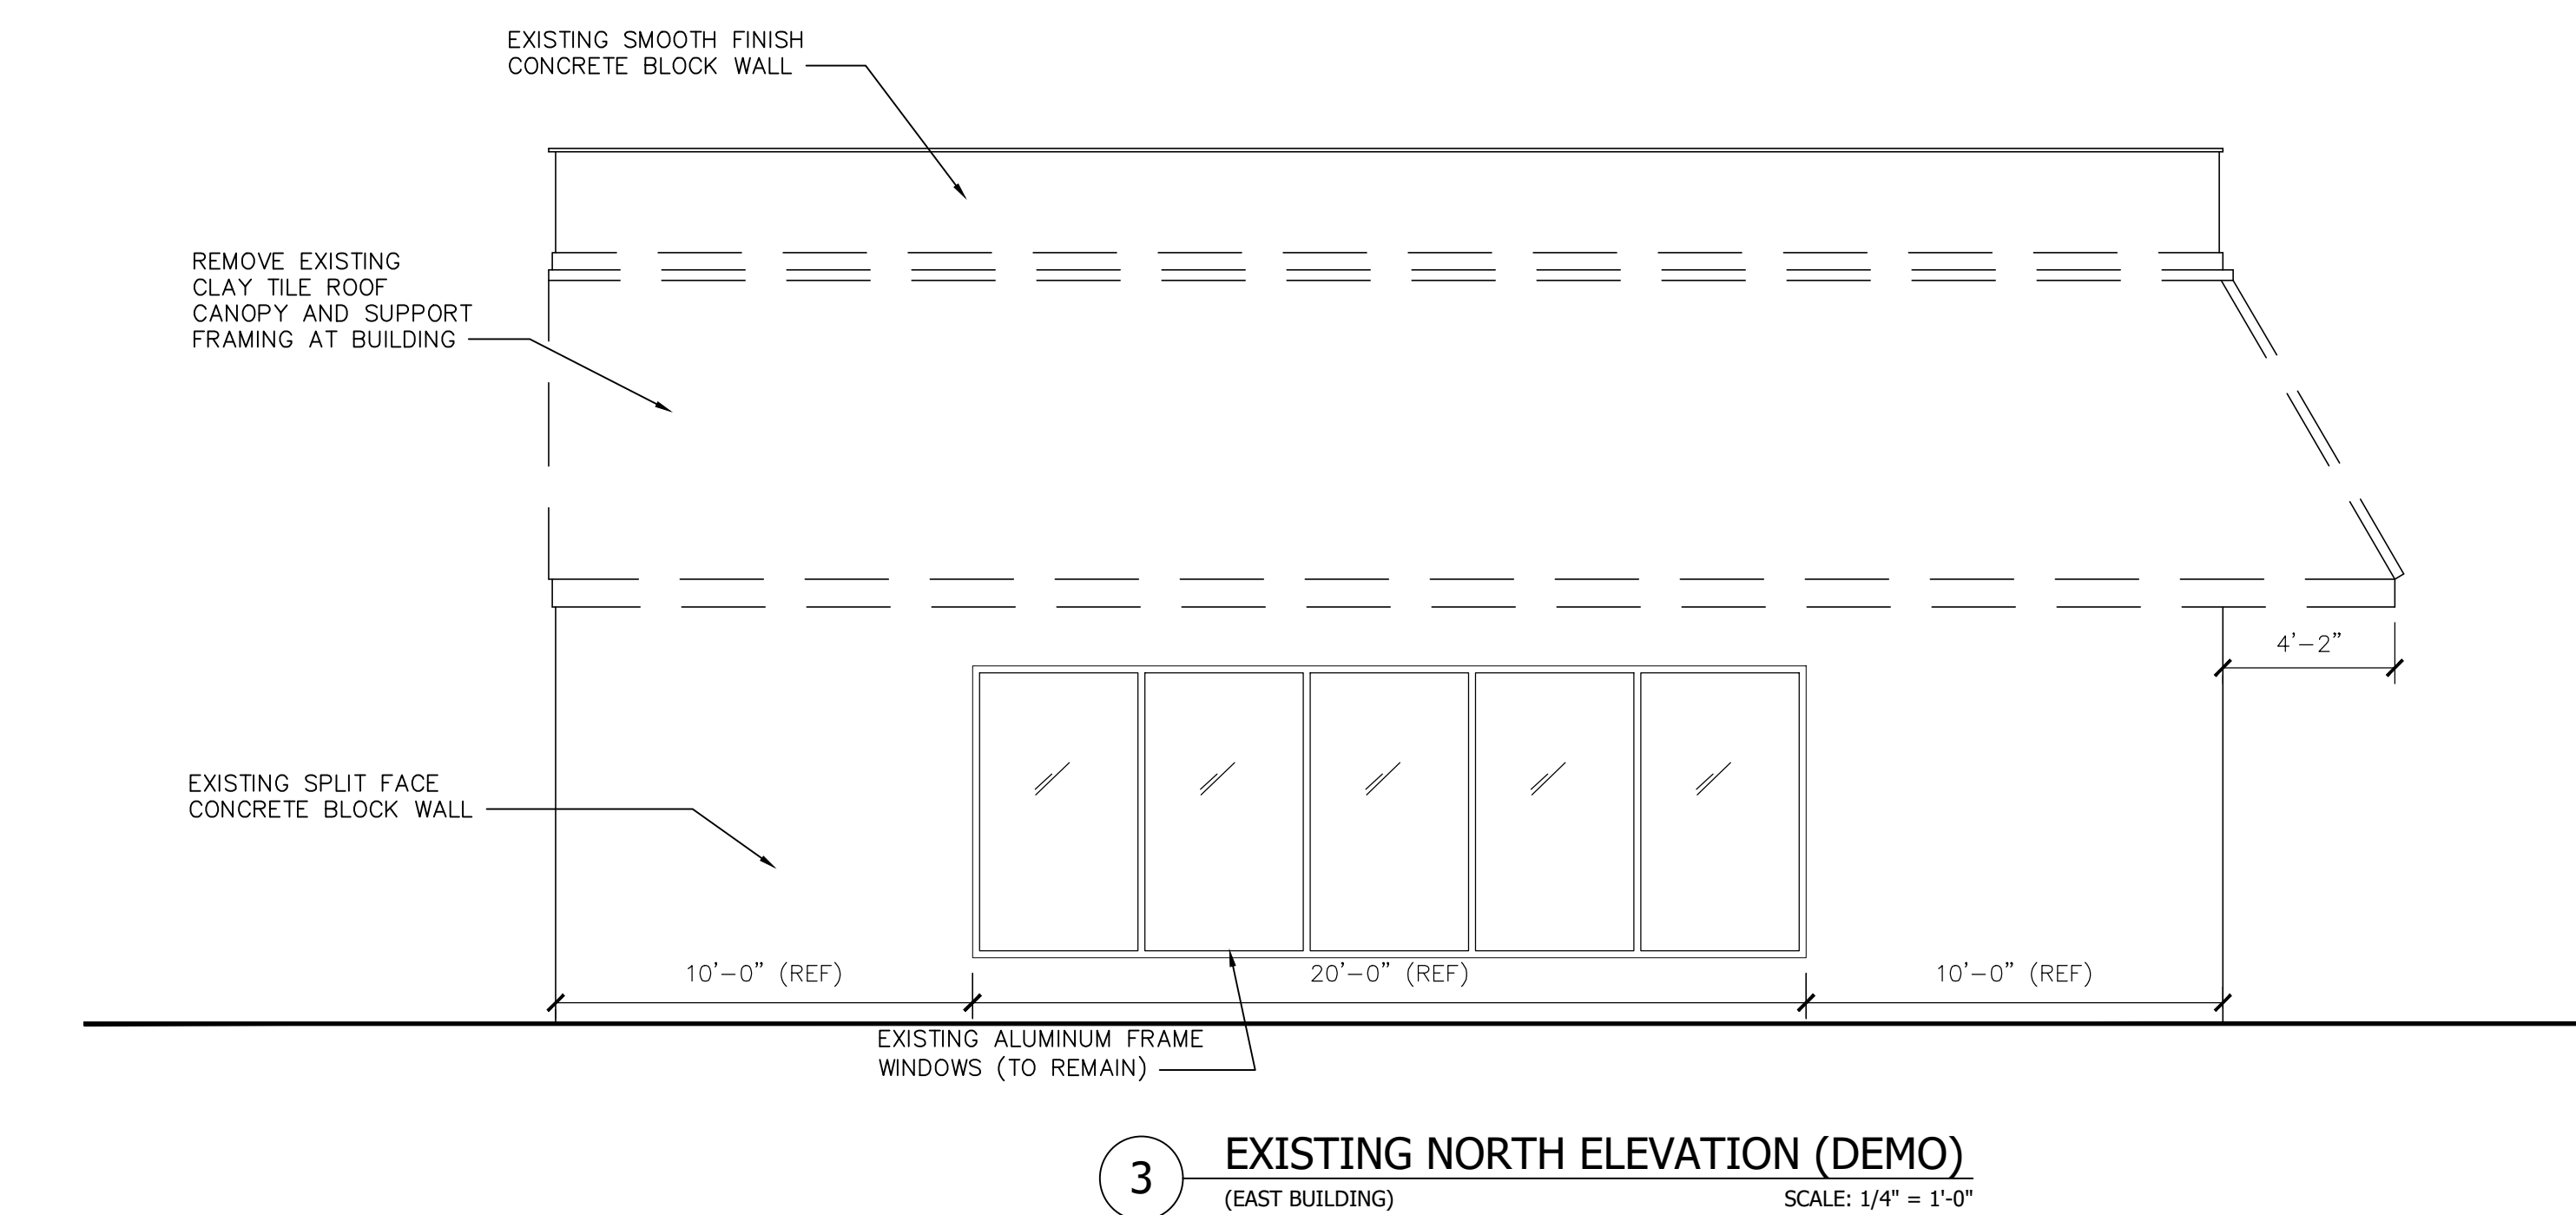 EXISTING SMOOTH FINISH
CONCRETE BLOCK WALL
REMOVE EXISTING
CLAY TILE ROOF
CANOPY AND SUPPORT
FRAMING AT BUILDING
4'-2"
EXISTING SPLIT FACE
CONCRETE BLOCK WALL
10'-0" (REF)
20'-0" (REF)
10'-0" (REF)
EXISTING ALUMINUM FRAME
WINDOWS (TO REMAIN)
3
EXISTING NORTH ELEVATION (DEMO)
(EAST BUILDING)
SCALE: 1/4" = 1'-0"